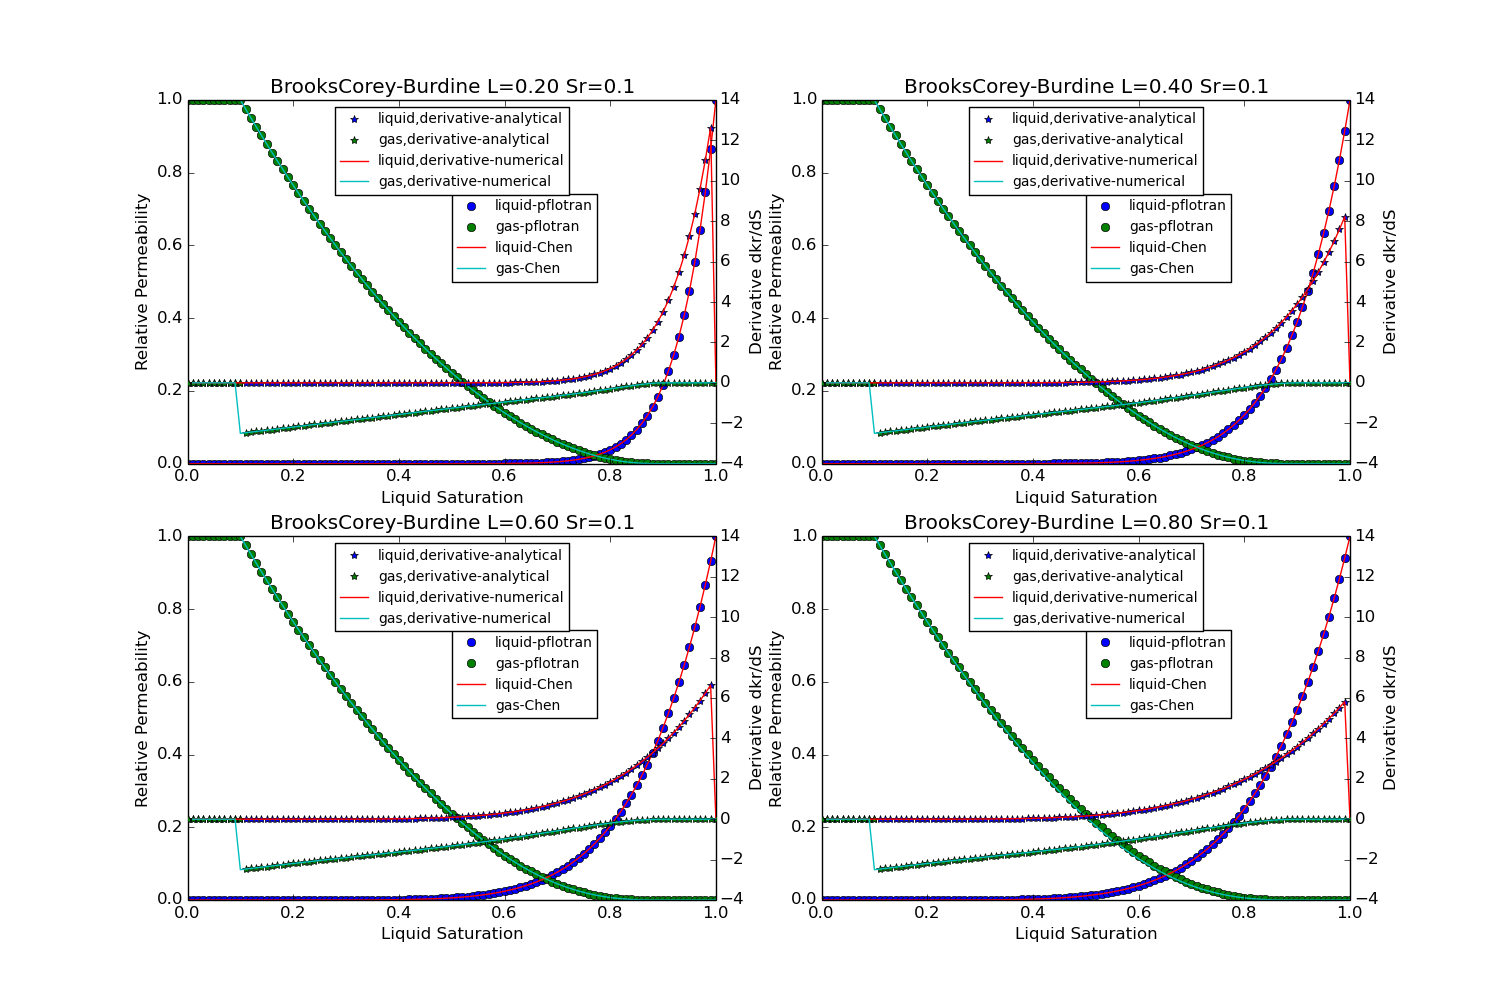 BrooksCorey-Burdine L=0.20 Sr=0.1
1.0
0.8
0.6
0.4
0.2
0.0
Relative Permeability
liquid,derivative-analytical
gas,derivative-analytical
liquid,derivative-numerical
gas,derivative-numerical
liquid-pflotran
gas-pflotran
liquid-Chen
gas-Chen
14
12
10
8
6
4
2
0
−2
−4
Derivative dkr/dS
0.0 0.2 0.4 0.6 0.8 1.0
Liquid Saturation
BrooksCorey-Burdine L=0.40 Sr=0.1
1.0
0.8
0.6
0.4
0.2
0.0
Relative Permeability
liquid,derivative-analytical
gas,derivative-analytical
liquid,derivative-numerical
gas,derivative-numerical
liquid-pflotran
gas-pflotran
liquid-Chen
gas-Chen
14
12
10
8
6
4
2
0
−2
−4
Derivative dkr/dS
0.0 0.2 0.4 0.6 0.8 1.0
Liquid Saturation
BrooksCorey-Burdine L=0.60 Sr=0.1
1.0
0.8
0.6
0.4
0.2
0.0
Relative Permeability
liquid,derivative-analytical
gas,derivative-analytical
liquid,derivative-numerical
gas,derivative-numerical
liquid-pflotran
gas-pflotran
liquid-Chen
gas-Chen
14
12
10
8
6
4
2
0
−2
−4
Derivative dkr/dS
0.0 0.2 0.4 0.6 0.8 1.0
Liquid Saturation
BrooksCorey-Burdine L=0.80 Sr=0.1
1.0
0.8
0.6
0.4
0.2
0.0
Relative Permeability
liquid,derivative-analytical
gas,derivative-analytical
liquid,derivative-numerical
gas,derivative-numerical
liquid-pflotran
gas-pflotran
liquid-Chen
gas-Chen
14
12
10
8
6
4
2
0
−2
−4
Derivative dkr/dS
0.0 0.2 0.4 0.6 0.8 1.0
Liquid Saturation